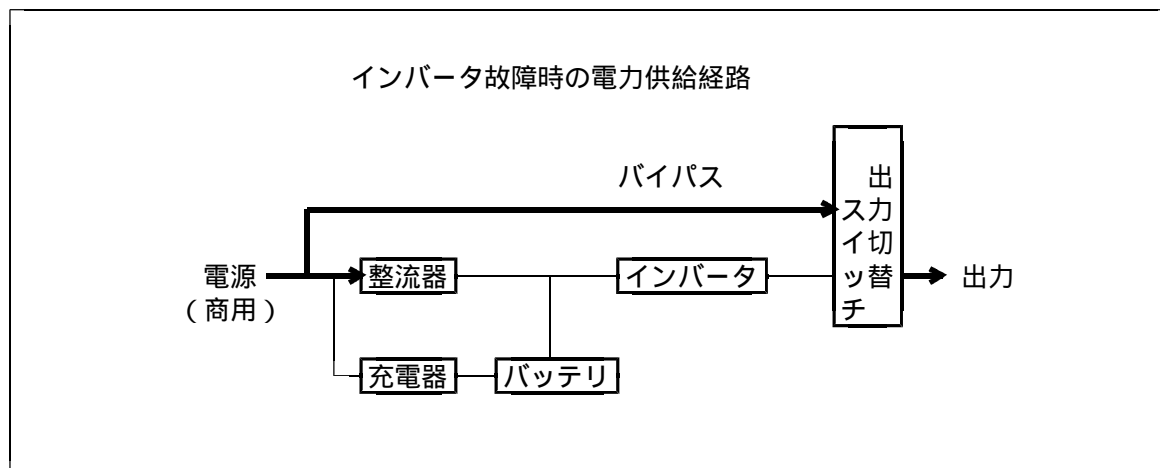 インバータ故障時の電力供給経路
バイパス
出力切替
スイッチ
電源
(商用)
整流器
インバータ
出力
充電器
バッテリ